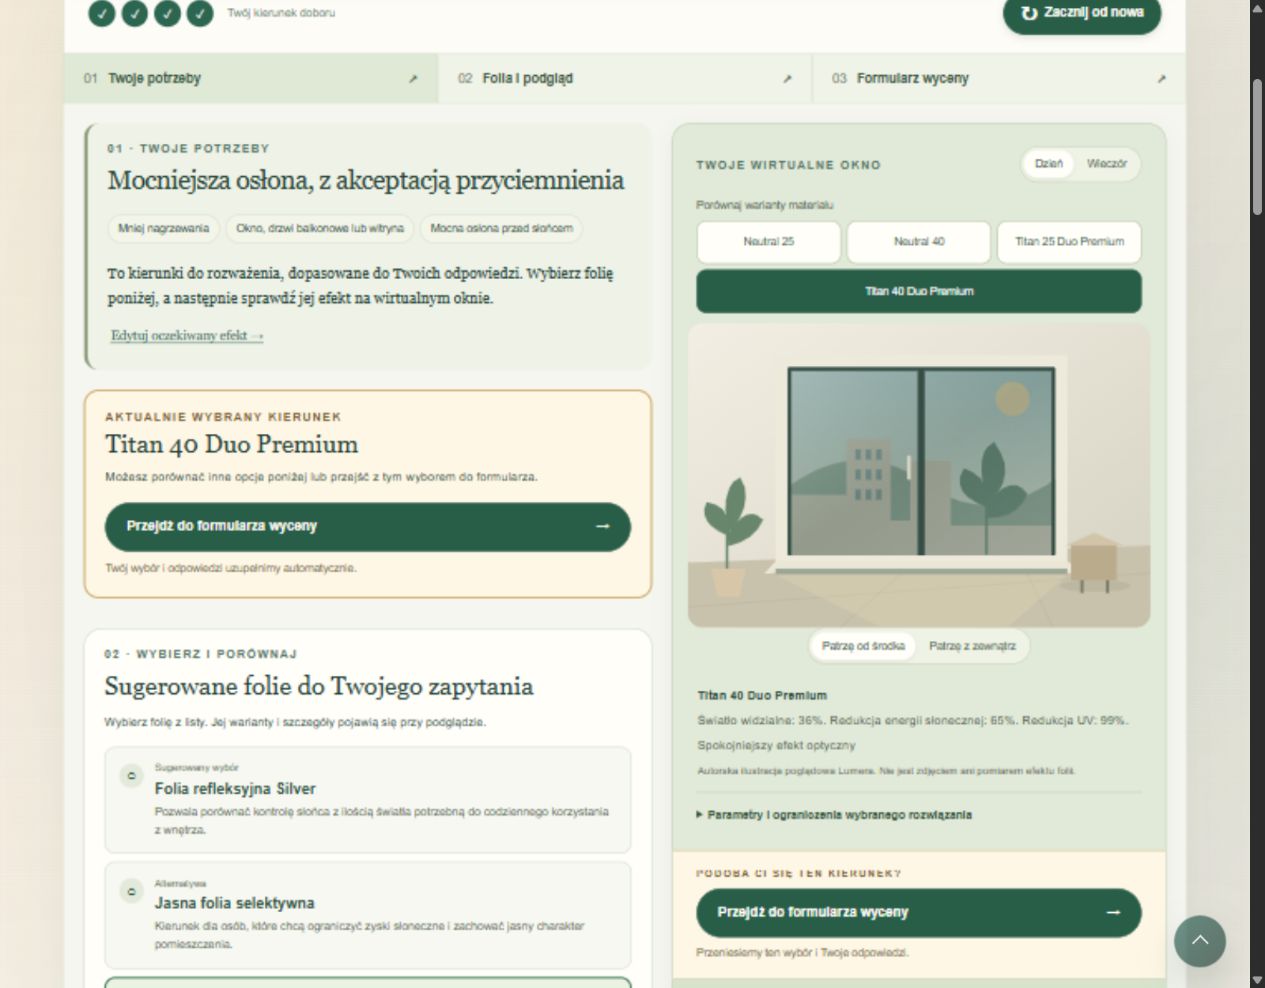 Twój kierunek doboru
Zacznij od nowa
01 Twoje potrzeby
02 Folia i podgląd
03 Formularz wyceny
01 · TWOJE POTRZEBY
Mocniejsza osłona, z akceptacją przyciemnienia
Mniej nagrzewania
Okno, drzwi balkonowe lub witryna
Mocna osłona przed słońcem
To kierunki do rozważenia, dopasowane do Twoich odpowiedzi. Wybierz folię
poniżej, a następnie sprawdź jej efekt na wirtualnym oknie.
Edytuj oczekiwany efekt →
AKTUALNIE WYBRANY KIERUNEK
Titan 40 Duo Premium
Możesz porównać inne opcje poniżej lub przejść z tym wyborem do formularza.
Przejdź do formularza wyceny →
Twój wybór i odpowiedzi uzupełnimy automatycznie.
02 · WYBIERZ I PORÓWNAJ
Sugerowane folie do Twojego zapytania
Wybierz folię z listy. Jej warianty i szczegóły pojawią się przy podglądzie.
Sugerowany wybór
Folia refleksyjna Silver
Pozwala porównać kontrolę słońca z ilością światła potrzebną do codziennego korzystania
z wnętrza.
Alternatywa
Jasna folia selektywna
Kierunek dla osób, które chcą ograniczyć zyski słoneczne i zachować jasny charakter
pomieszczenia.
TWOJE WIRTUALNE OKNO
Dzień
Wieczór
Porównaj warianty materiału
Neutral 25
Neutral 40
Titan 25 Duo Premium
Titan 40 Duo Premium
Patrzę od środka
Patrzę z zewnątrz
Titan 40 Duo Premium
Światło widzialne: 36%. Redukcja energii słonecznej: 65%. Redukcja UV: 99%.
Spokojniejszy efekt optyczny
Autorska ilustracja poglądowa Lumera. Nie jest zdjęciem ani pomiarem efektu folii.
Parametry i ograniczenia wybranego rozwiązania
PODOBA CI SIĘ TEN KIERUNEK?
Przejdź do formularza wyceny →
Przeniesiemy ten wybór i Twoje odpowiedzi.